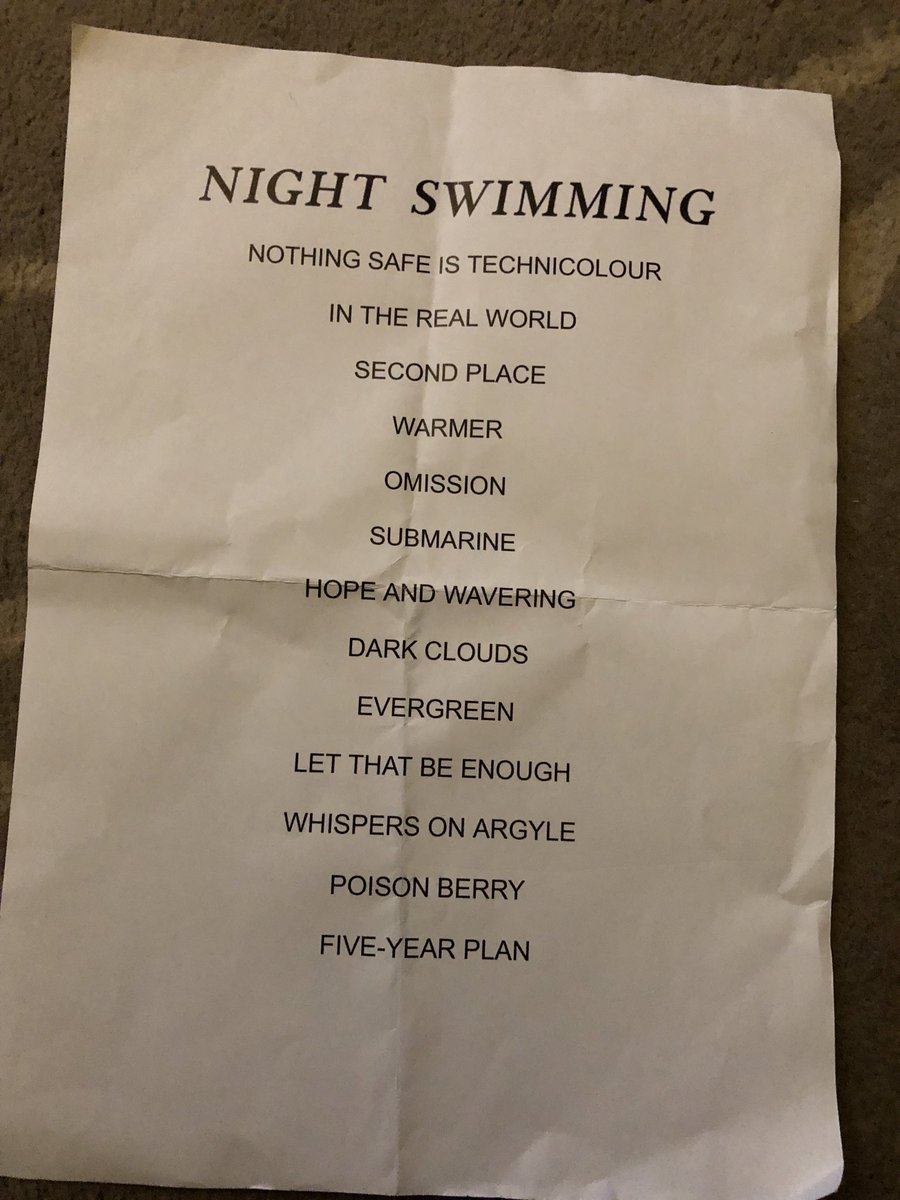 NIGHT SWIMMING
NOTHING SAFE IS TECHNICOLOUR
IN THE REAL WORLD
SECOND PLACE
WARMER
OMISSION
SUBMARINE
HOPE AND WAVERING
DARK CLOUDS
EVERGREEN
LET THAT BE ENOUGH
WHISPERS ON ARGYLE
POISON BERRY
FIVE-YEAR PLAN